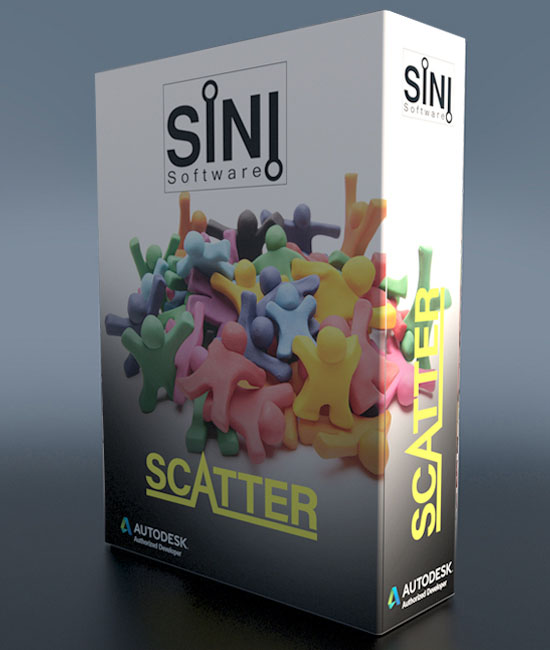 SiNi
Software
SCATTER
AUTODESK
Authorized Developer
SiNi
Software
SCATTER
AUTODESK
Authorized Developer